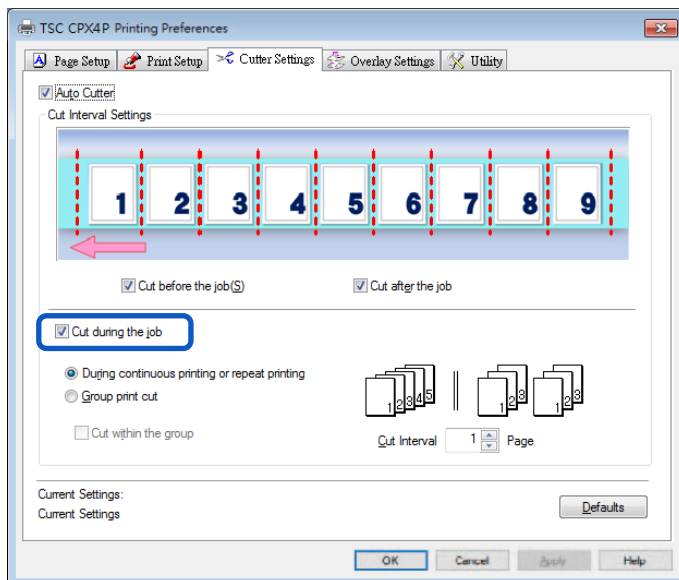 TSC CPX4P Printing Preferences
Page Setup Print Setup Cutter Settings Overlay Settings Utility
Auto Cutter
Cut Interval Settings
1 2 3 4 5 6 7 8 9
Cut before the job(S) Cut after the job
Cut during the job
During continuous printing or repeat printing
Group print cut
1 2 3 4 5 1 2 3 1 2 3
Cut within the group
Cut Interval 1 Page
Current Settings:
Current Settings
Defaults
OK Cancel Apply Help